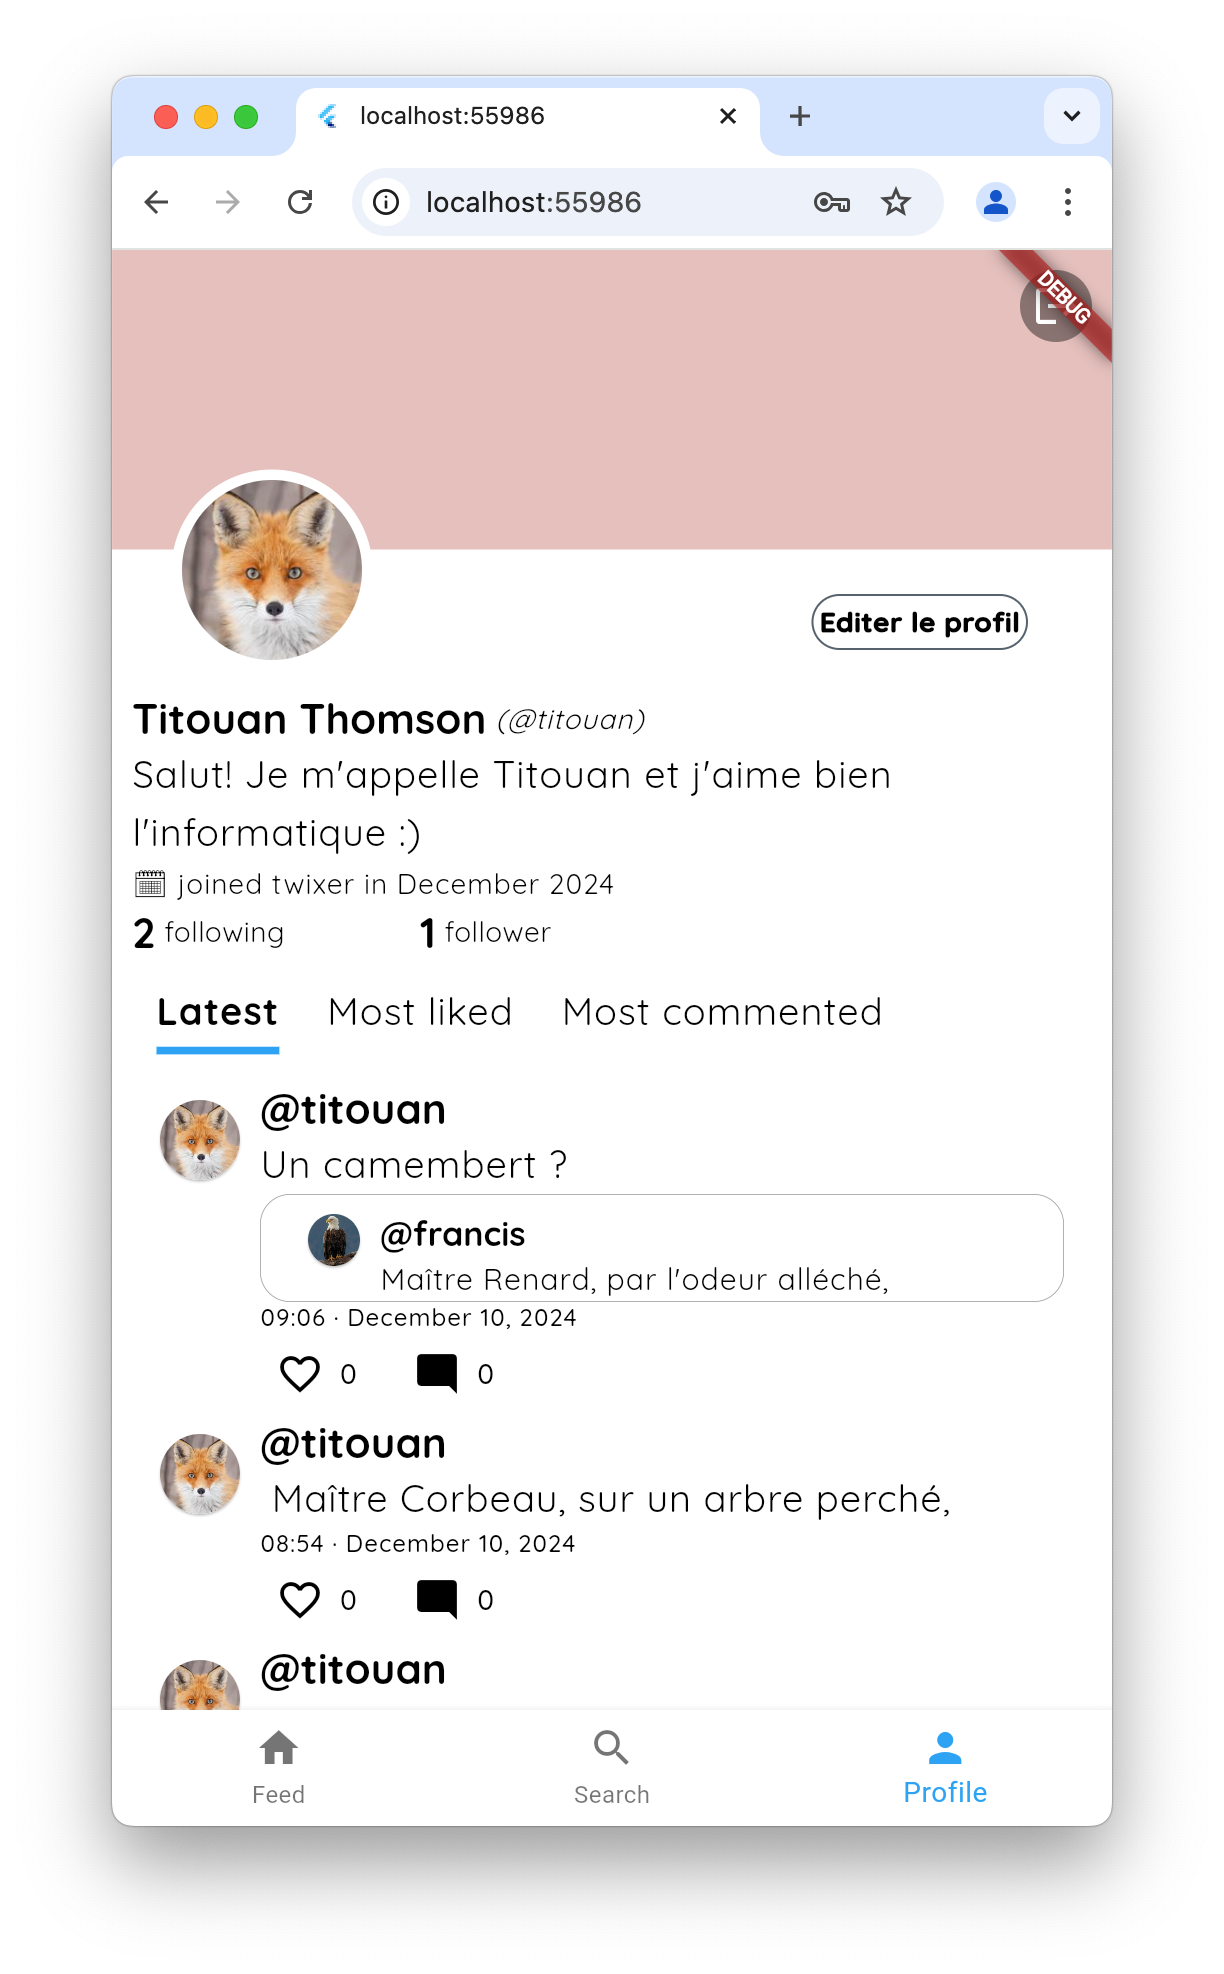 localhost:55986
localhost:55986
DEBUG
Editer le profil
Titouan Thomson (@titouan)
Salut! Je m'appelle Titouan et j'aime bien
l'informatique :)
joined twixer in December 2024
2 following 1 follower
Latest Most liked Most commented
@titouan
Un camembert ?
@francis
Maître Renard, par l'odeur alléché,
09:06 · December 10, 2024
0 0
@titouan
Maître Corbeau, sur un arbre perché,
08:54 · December 10, 2024
0 0
@titouan
Feed Search Profile